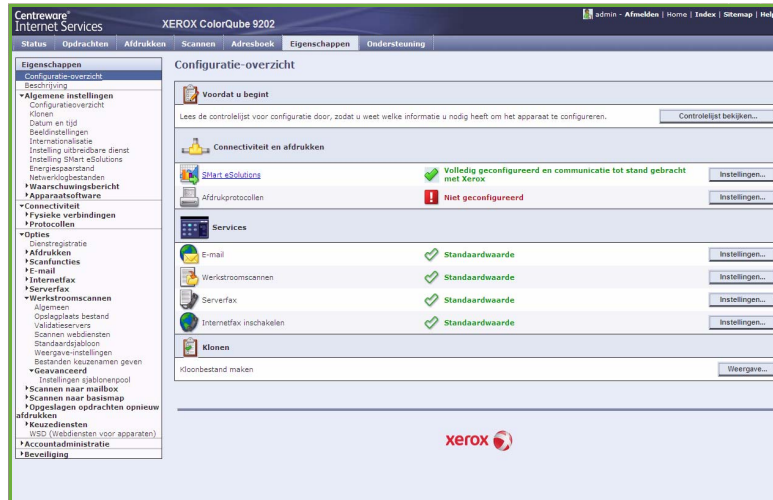 Centreware®
Internet Services
XEROX ColorQube 9202
admin - Afmelden | Home | Index | Sitemap | Help
Status Opdrachten Afdrukken Scannen Adresboek Eigenschappen Ondersteuning
Eigenschappen
Configuratie-overzicht
Beschrijving
Algemene instellingen
Configuratieoverzicht
Klonen
Datum en tijd
Beeldinstellingen
Internationalisatie
Instelling uitbreidbare dienst
Instelling SMart eSolutions
Energiespaarstand
Netwerklogbestanden
Waarschuwingsbericht
Apparaatsoftware
Connectiviteit
Fysieke verbindingen
Protocollen
Opties
Dienstregistratie
Afdrukken
Scanfuncties
E-mail
Internetfax
Serverfax
Werkstroomscannen
Algemeen
Opslagplaats bestand
Validatieservers
Scannen webdiensten
Standaardsjabloon
Weergave-instellingen
Bestanden keuzenamen geven
Geavanceerd
Instellingen sjablonenpool
Scannen naar mailbox
Scannen naar basismap
Opgeslagen opdrachten opnieuw
afdrukken
Keuzediensten
WSD (Webdiensten voor apparaten)
Accountadministratie
Beveiliging
Configuratie-overzicht
Voordat u begint
Lees de controlelijst voor configuratie door, zodat u weet welke informatie u nodig heeft om het apparaat te configureren. Controlelijst bekijken...
Connectiviteit en afdrukken
SMart eSolutions Volledig geconfigureerd en communicatie tot stand gebracht
met Xerox Instellingen...
Afdrukprotocollen Niet geconfigureerd Instellingen...
Services
E-mail Standaardwaarde Instellingen...
Werkstroomscannen Standaardwaarde Instellingen...
Serverfax Standaardwaarde Instellingen...
Internetfax inschakelen Standaardwaarde Instellingen...
Klonen
Kloonbestand maken Weergave...
xerox